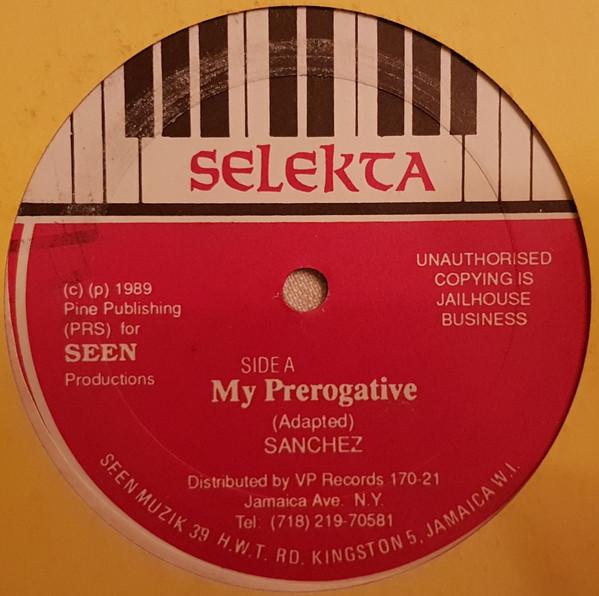 SELEKTA
(c) (p) 1989
Pine Publishing
(PRS) for
SEEN
Productions
UNAUTHORISED
COPYING IS
JAILHOUSE
BUSINESS
SIDE A
My Prerogative
(Adapted)
SANCHEZ
Distributed by VP Records 170-21
Jamaica Ave. N.Y.
Tel: (718) 219-70581
SEEN MUZIK 39 H.W.T. RD. KINGSTON 5, JAMAICA W.I.